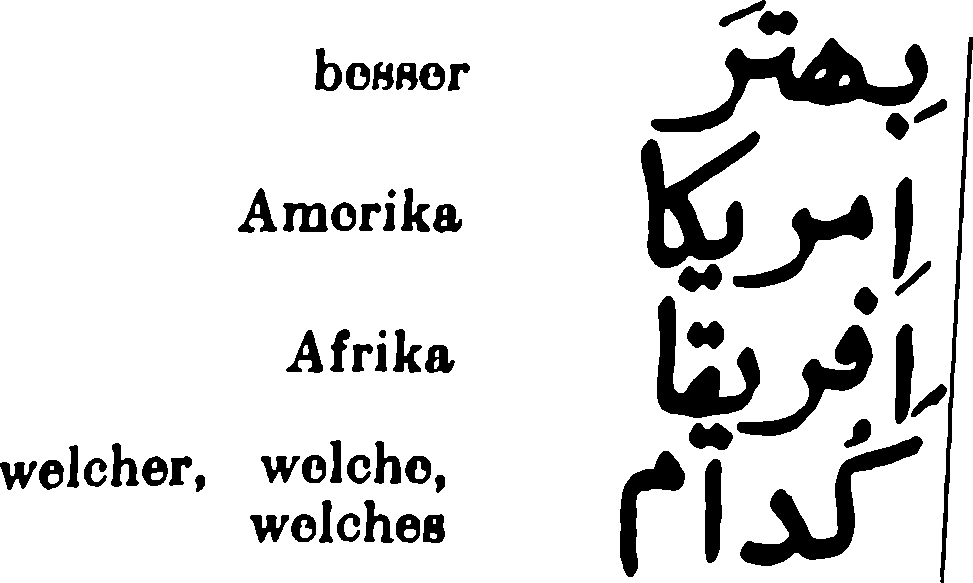 besser بِهتَر
Amerika اِمریکا
Afrika اِفریقا
welcher, welche, کُدام
welches